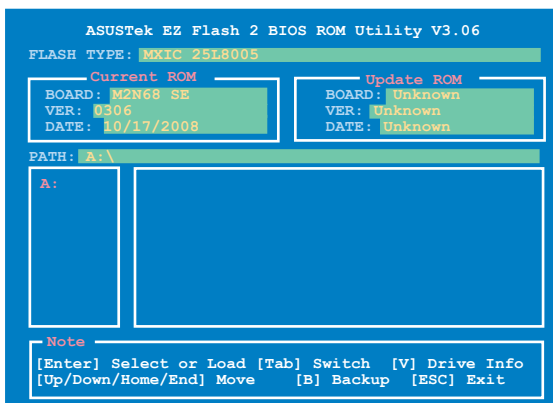 ASUSTek EZ Flash 2 BIOS ROM Utility V3.06
FLASH TYPE: MXIC 25L8005
Current ROM
BOARD: M2N68 SE
VER: 0306
DATE: 10/17/2008
Update ROM
BOARD: Unknown
VER: Unknown
DATE: Unknown
PATH: A:\
A:
Note
[Enter] Select or Load [Tab] Switch [V] Drive Info
[Up/Down/Home/End] Move [B] Backup [ESC] Exit